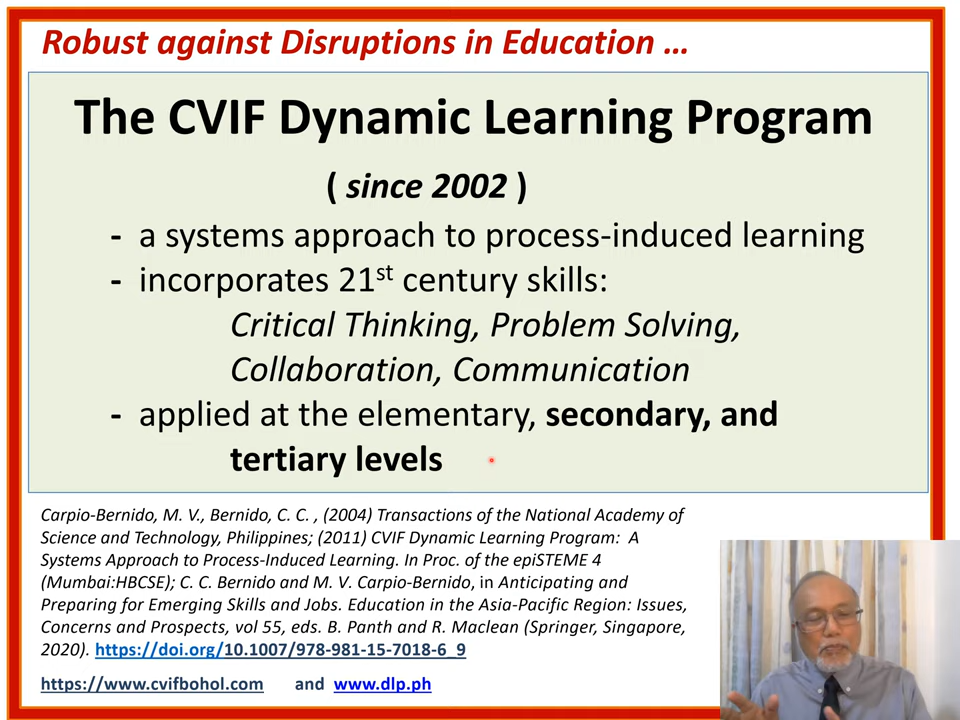 Robust against Disruptions in Education …
The CVIF Dynamic Learning Program
( since 2002 )
- a systems approach to process-induced learning
- incorporates 21st century skills:
Critical Thinking, Problem Solving,
Collaboration, Communication
- applied at the elementary, secondary, and
tertiary levels
Carpio-Bernido, M. V., Bernido, C. C. , (2004) Transactions of the National Academy of
Science and Technology, Philippines; (2011) CVIF Dynamic Learning Program: A
Systems Approach to Process-Induced Learning. In Proc. of the epiSTEME 4
(Mumbai:HBCSE); C. C. Bernido and M. V. Carpio-Bernido, in Anticipating and
Preparing for Emerging Skills and Jobs. Education in the Asia-Pacific Region: Issues,
Concerns and Prospects, vol 55, eds. B. Panth and R. Maclean (Springer, Singapore,
2020). https://doi.org/10.1007/978-981-15-7018-6_9
https://www.cvifbohol.com and www.dlp.ph